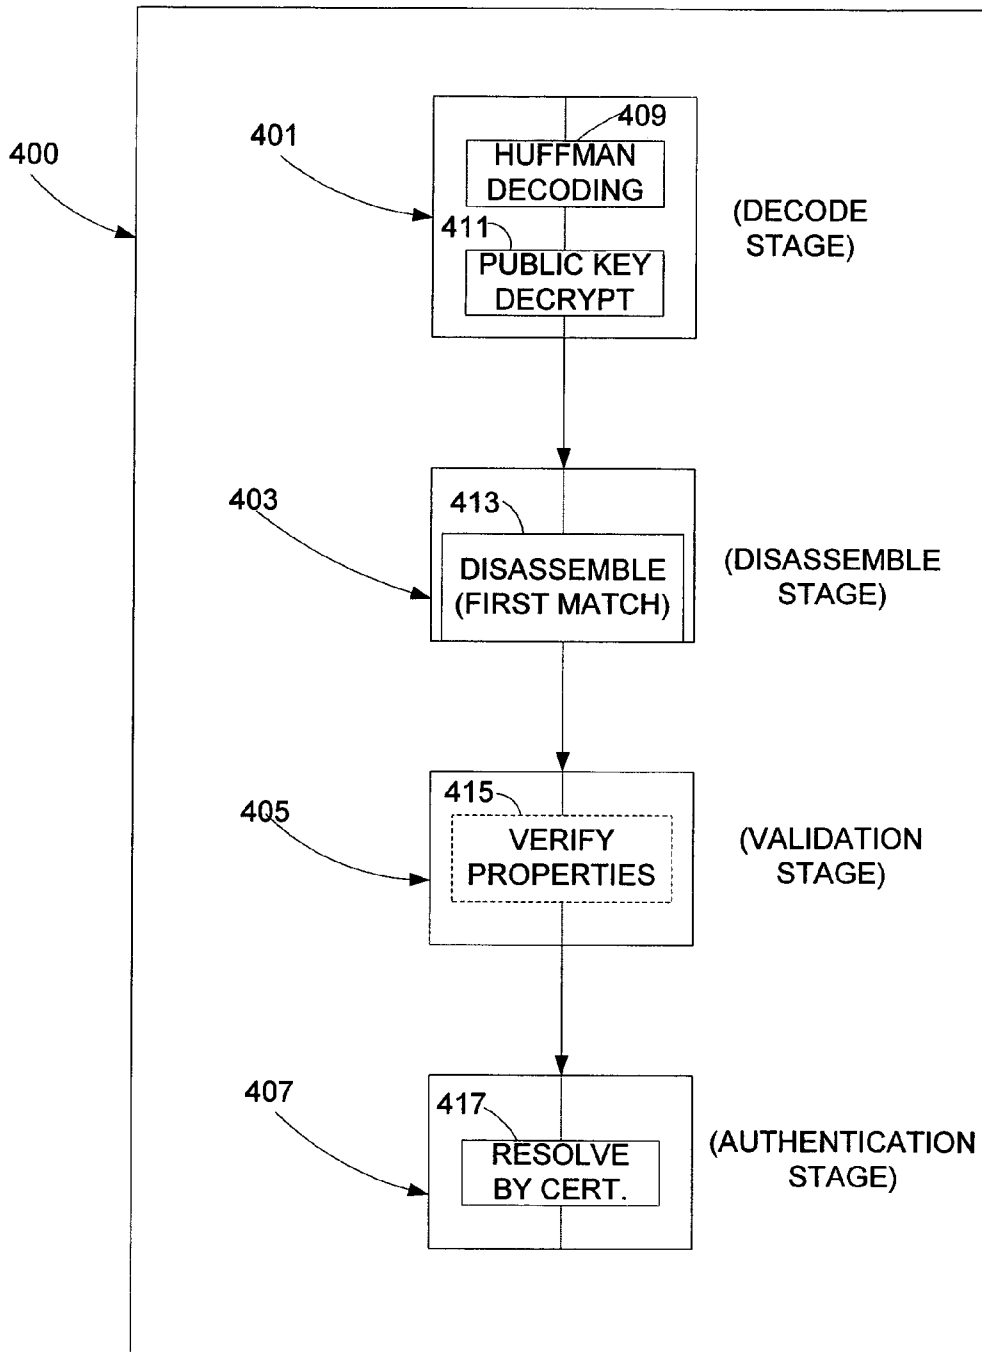 409
401
400
HUFFMAN
DECODING
(DECODE
STAGE)
411
PUBLIC KEY
DECRYPT
403
413
DISASSEMBLE
(FIRST MATCH)
(DISASSEMBLE
STAGE)
405
415
VERIFY
PROPERTIES
(VALIDATION
STAGE)
407
417
RESOLVE
BY CERT.
(AUTHENTICATION
STAGE)